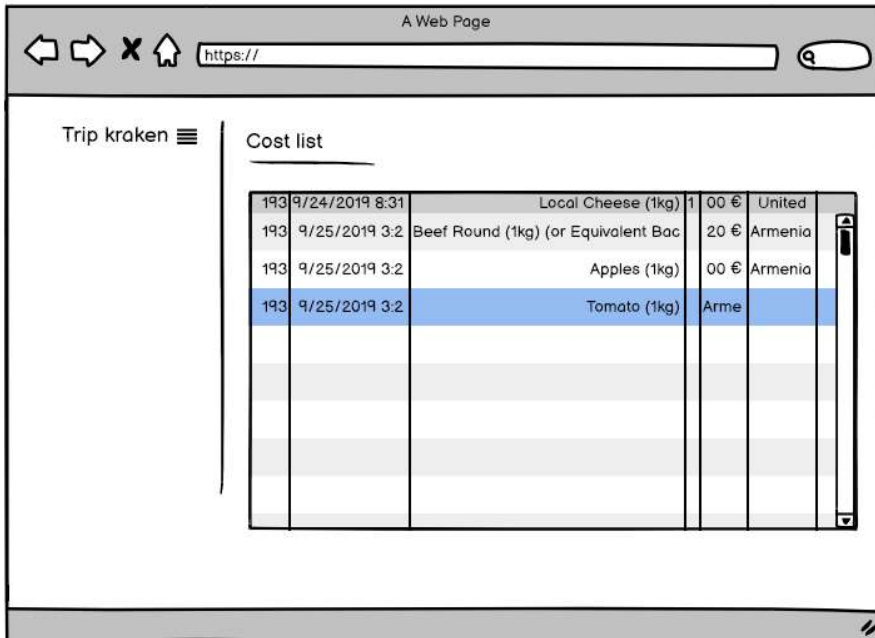 A Web Page
https://
Trip kraken
Cost list
193 9/24/2019 8:31 Local Cheese (1kg) 1 00 € United
193 9/25/2019 3:2 Beef Round (1kg) (or Equivalent Bac 20 € Armenia
193 9/25/2019 3:2 Apples (1kg) 00 € Armenia
193 9/25/2019 3:2 Tomato (1kg) Arme